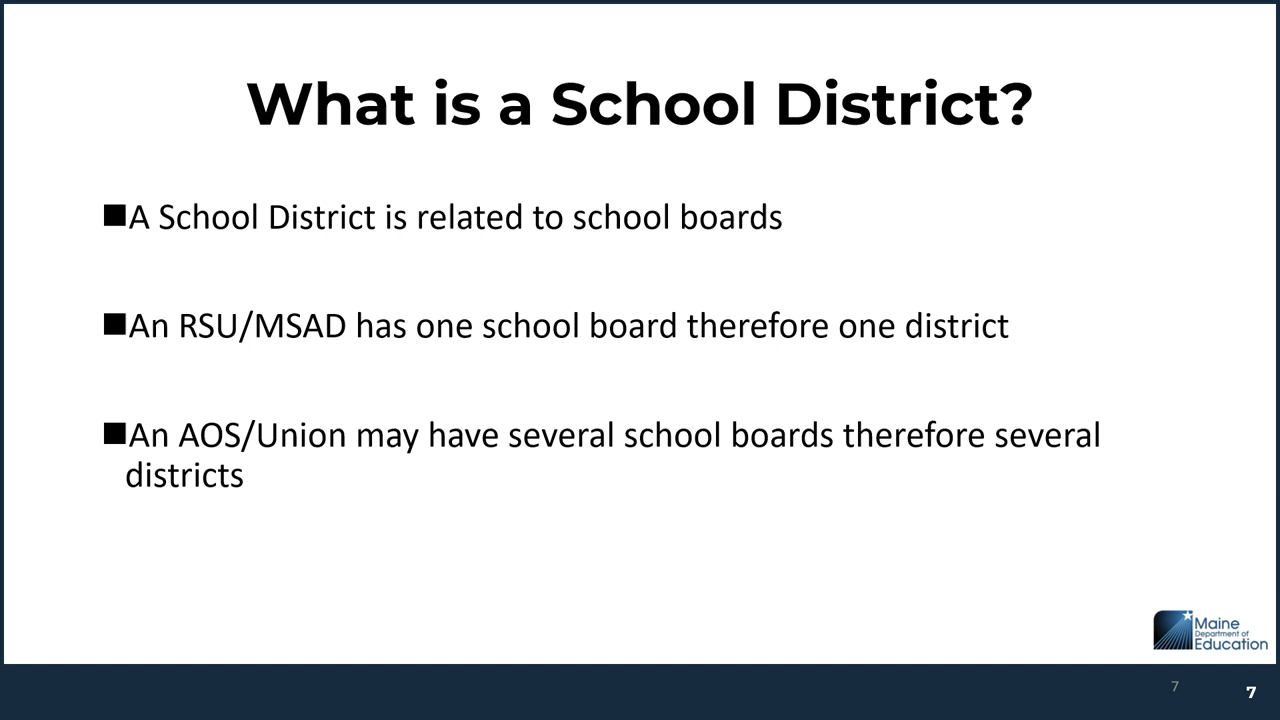 What is a School District?
■A School District is related to school boards
■An RSU/MSAD has one school board therefore one district
■An AOS/Union may have several school boards therefore several
districts
Maine
Department of
Education
7
7